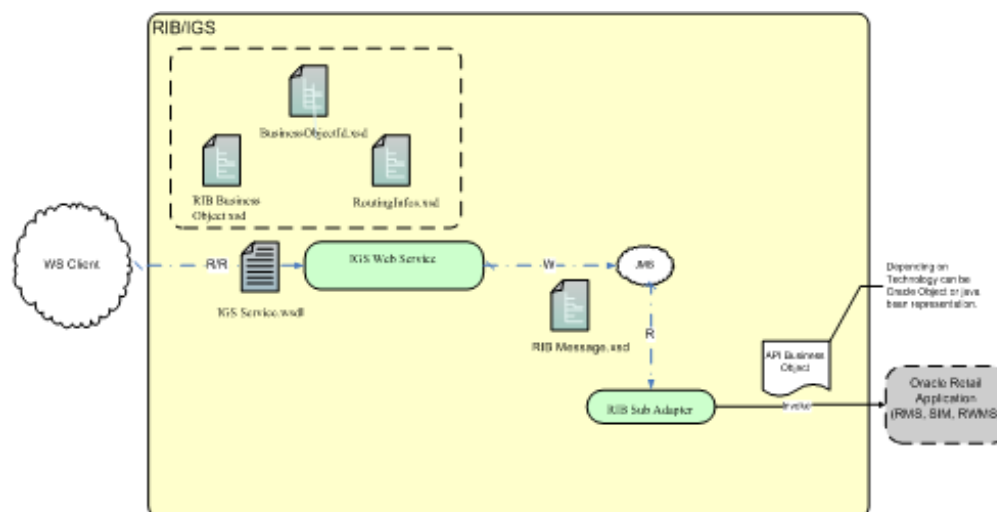 RIB/IGS
BusinessObjectId.xsd
RIB Business
Object.xsd
RoutingInfos.xsd
WS Client
R/R
IGS Service.wsdl
IGS Web Service
W
JMS
RIB Message.xsd
R
RIB Sub Adapter
Depending on
Technology can be
Oracle Object or java
bean representation.
API Business
Object
Invoke
Oracle Retail
Application
(RMS, SIM, RWMS